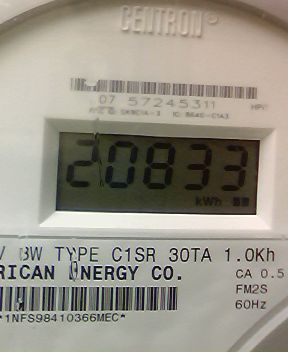 CENTRON®
07 57245311
20833
kWh
V 3W TYPE C1SR 30TA 1.0Kh
RICAN ENERGY CO.
CA 0.5
FM2S
60Hz
*1NFS98410366MEC*